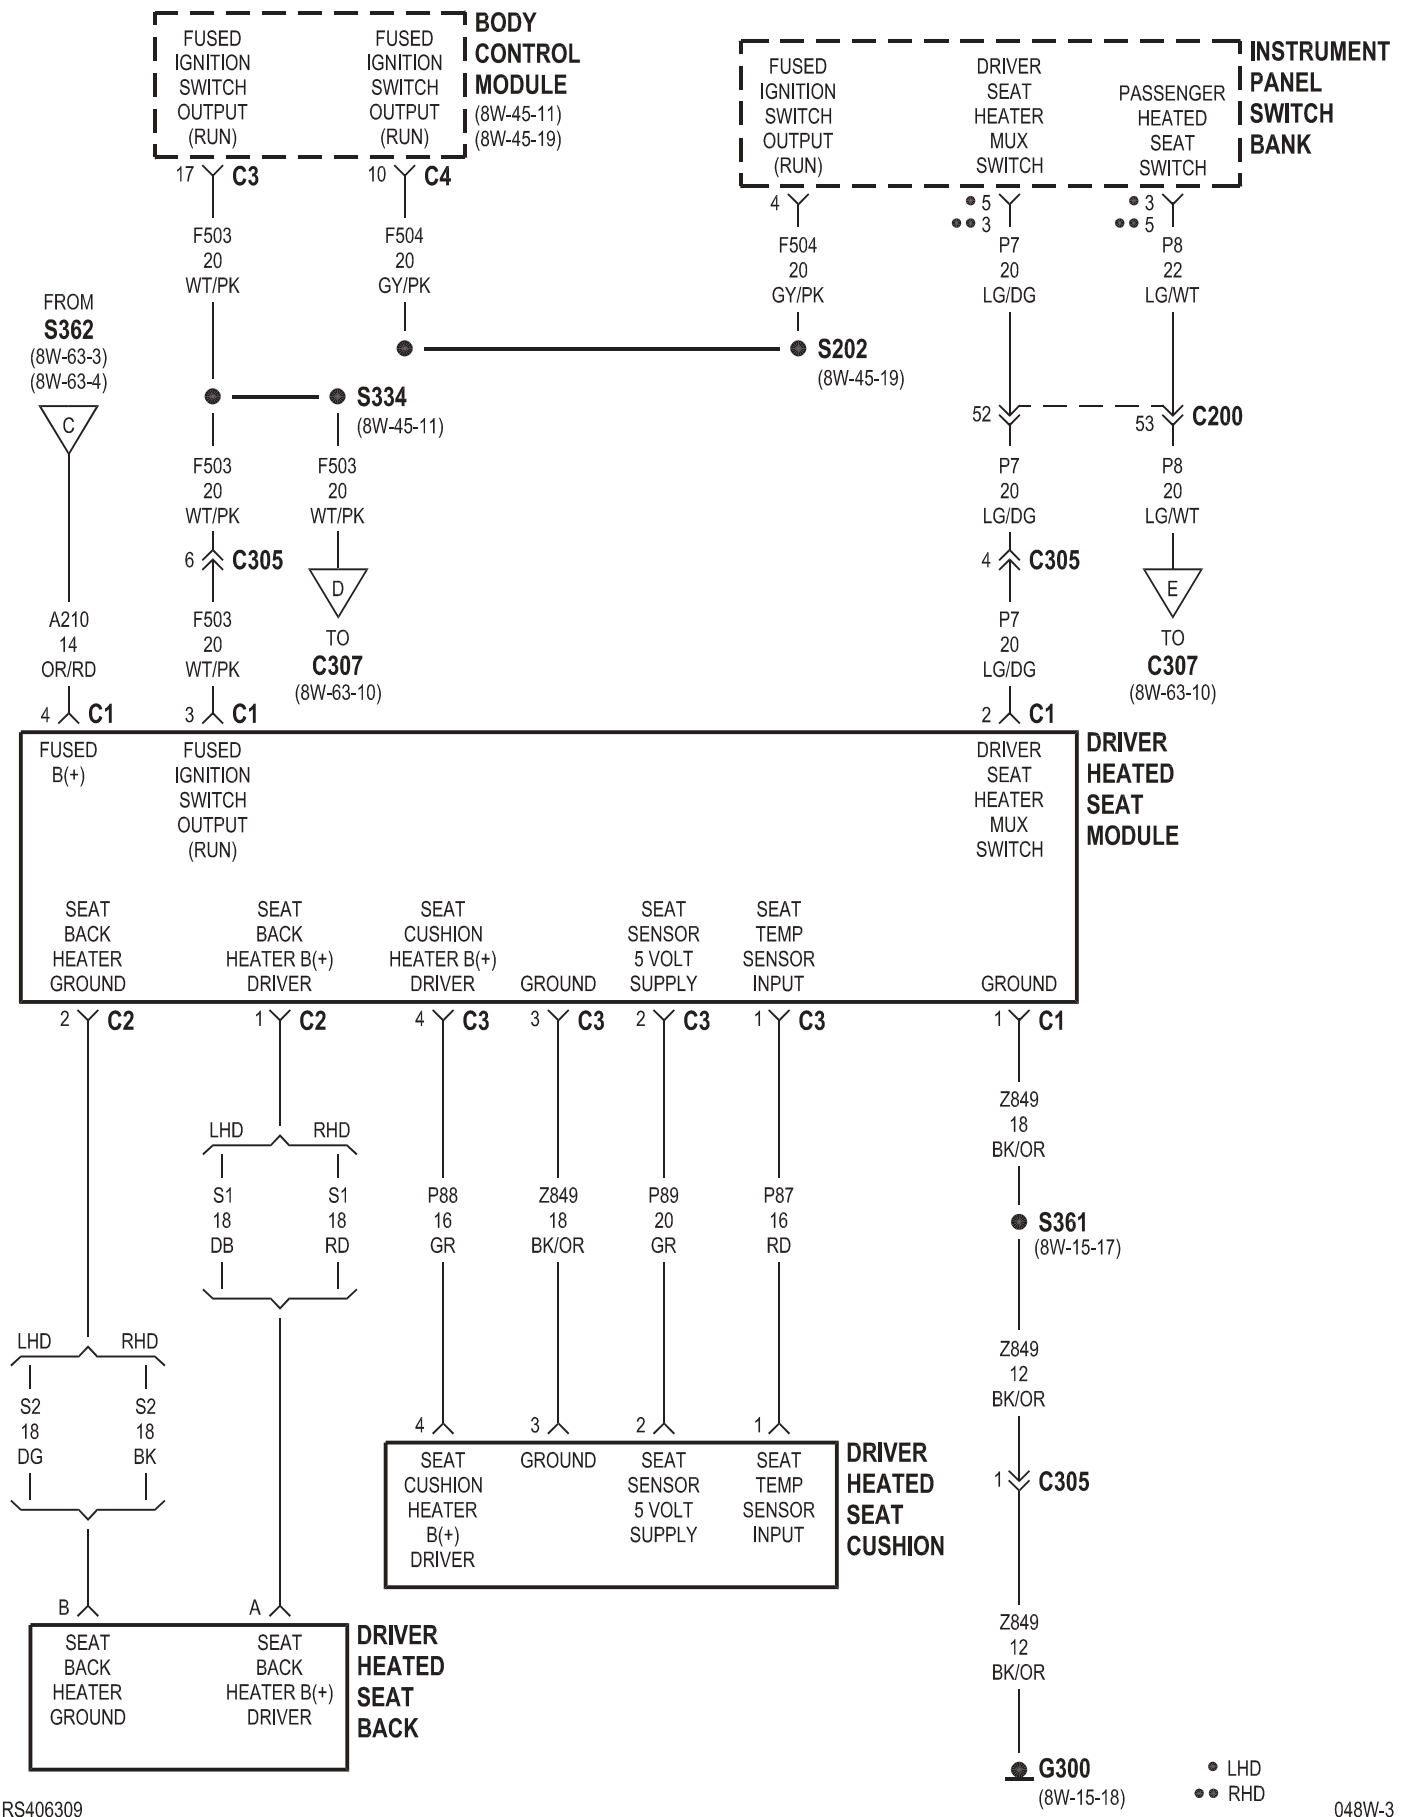 FUSED
IGNITION
SWITCH
OUTPUT
(RUN)
FUSED
IGNITION
SWITCH
OUTPUT
(RUN)
BODY
CONTROL
MODULE
(8W-45-11)
(8W-45-19)
FUSED
IGNITION
SWITCH
OUTPUT
(RUN)
DRIVER
SEAT
HEATER
MUX
SWITCH
PASSENGER
HEATED
SEAT
SWITCH
INSTRUMENT
PANEL
SWITCH
BANK
17 C3
10 C4
4
● 5
●● 3
● 3
●● 5
F503
20
WT/PK
F504
20
GY/PK
F504
20
GY/PK
P7
20
LG/DG
P8
22
LG/WT
FROM
S362
(8W-63-3)
(8W-63-4)
C
S202
(8W-45-19)
S334
(8W-45-11)
52
53
C200
F503
20
WT/PK
F503
20
WT/PK
P7
20
LG/DG
P8
20
LG/WT
6 C305
4 C305
D
TO
C307
(8W-63-10)
E
TO
C307
(8W-63-10)
A210
14
OR/RD
F503
20
WT/PK
P7
20
LG/DG
4 C1
3 C1
2 C1
FUSED
B(+)
FUSED
IGNITION
SWITCH
OUTPUT
(RUN)
DRIVER
SEAT
HEATER
MUX
SWITCH
DRIVER
HEATED
SEAT
MODULE
SEAT
BACK
HEATER
GROUND
SEAT
BACK
HEATER B(+)
DRIVER
SEAT
CUSHION
HEATER B(+)
DRIVER
GROUND
SEAT
SENSOR
5 VOLT
SUPPLY
SEAT
TEMP
SENSOR
INPUT
GROUND
2 C2
1 C2
4 C3
3 C3
2 C3
1 C3
1 C1
LHD
RHD
S1
18
DB
S1
18
RD
P88
16
GR
Z849
18
BK/OR
P89
20
GR
P87
16
RD
Z849
18
BK/OR
S361
(8W-15-17)
LHD
RHD
S2
18
DG
S2
18
BK
Z849
12
BK/OR
4
3
2
1
SEAT
CUSHION
HEATER
B(+)
DRIVER
GROUND
SEAT
SENSOR
5 VOLT
SUPPLY
SEAT
TEMP
SENSOR
INPUT
DRIVER
HEATED
SEAT
CUSHION
1 C305
B
A
SEAT
BACK
HEATER
GROUND
SEAT
BACK
HEATER B(+)
DRIVER
DRIVER
HEATED
SEAT
BACK
Z849
12
BK/OR
G300
(8W-15-18)
● LHD
●● RHD
RS406309
048W-3